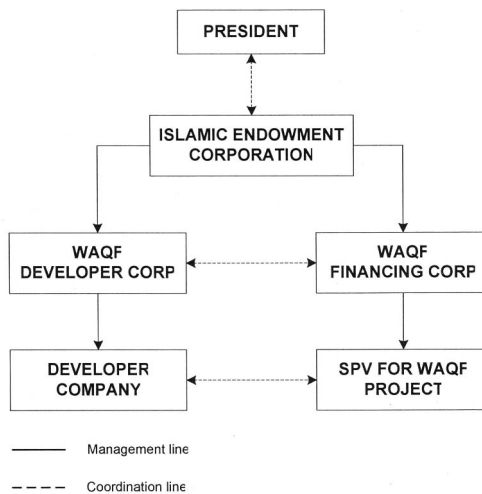 PRESIDENT
ISLAMIC ENDOWMENT
CORPORATION
WAQF
DEVELOPER CORP
WAQF
FINANCING CORP
DEVELOPER
COMPANY
SPV FOR WAQF
PROJECT
Management line
Coordination line